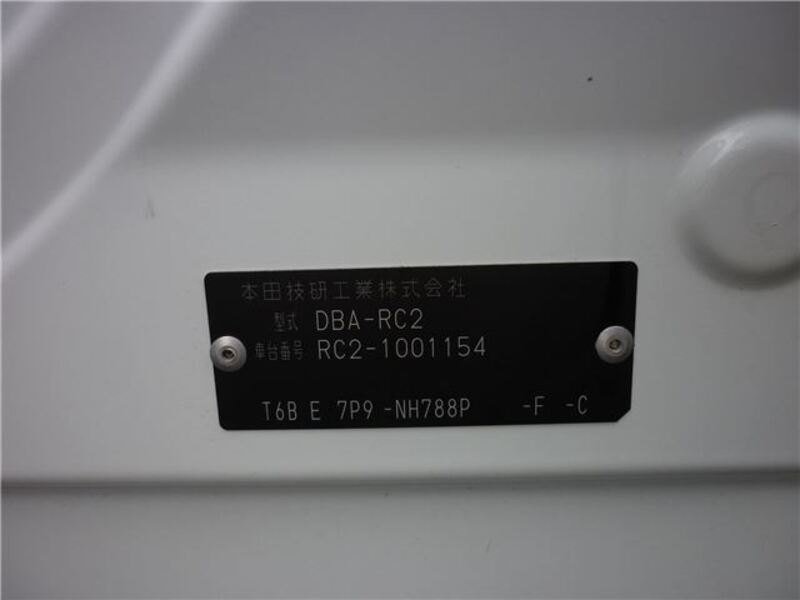 本田技研工業株式会社
型式 DBA-RC2
車台番号 RC2-1001154
T6B E 7P9 -NH788P -F -C